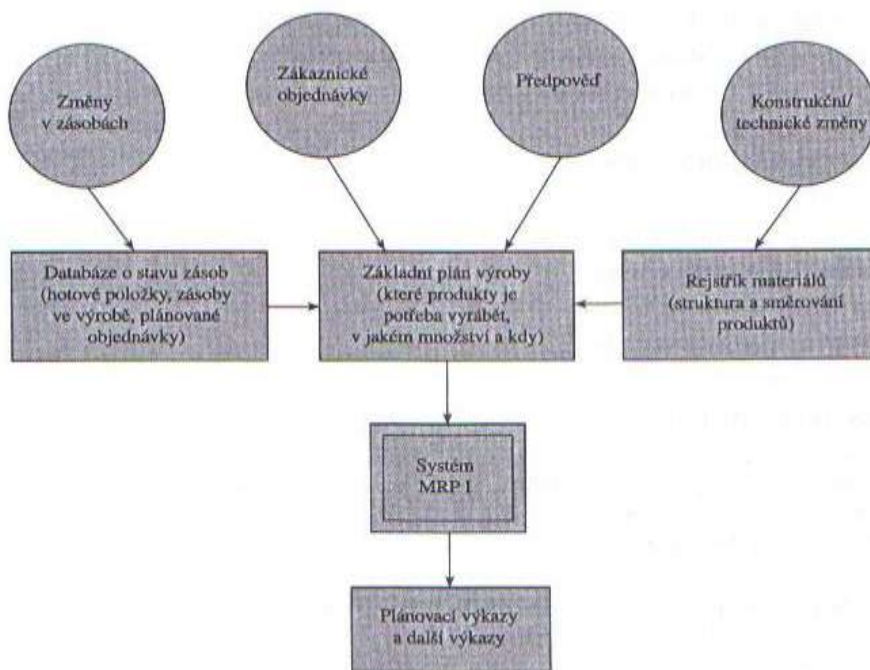 Změny
v zásobách
Zákaznické
objednávky
Předpověď
Konstrukční/
technické změny
Databáze o stavu zásob
(hotové položky, zásoby
ve výrobě, plánované
objednávky)
Základní plán výroby
(které produkty je
potřeba vyrábět,
v jakém množství a kdy)
Rejstřík materiálů
(struktura a směrování
produktů)
Systém
MRP I
Plánovací výkazy
a další výkazy